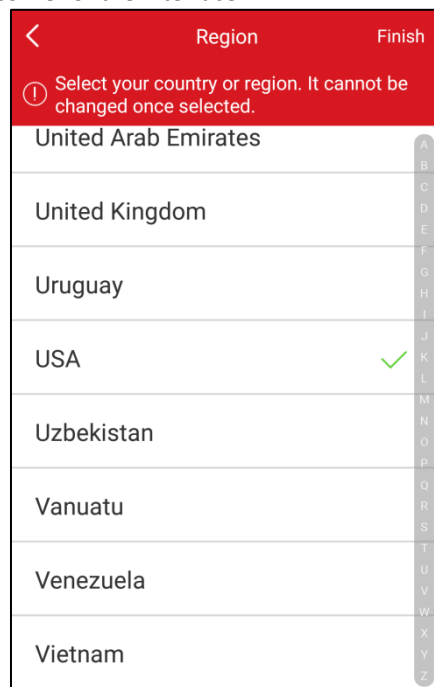 Region
Finish
Select your country or region. It cannot be
changed once selected.
United Arab Emirates
United Kingdom
Uruguay
USA
Uzbekistan
Vanuatu
Venezuela
Vietnam
A
B
C
D
E
F
G
H
I
J
K
L
M
N
O
P
Q
R
S
T
U
V
W
X
Y
Z